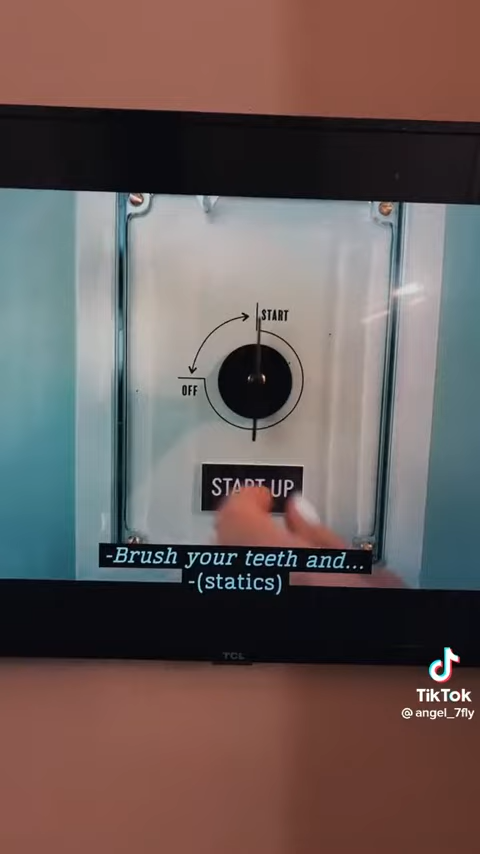 START
OFF
START UP
-Brush your teeth and...
-(statics)
TCL
TikTok
@angel_7fly